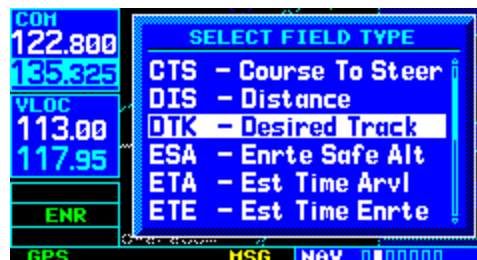 COM
122.800
135.325
VLOC
113.00
117.95
ENR
GPS
SELECT FIELD TYPE
CTS - Course To Steer
DIS - Distance
DTK - Desired Track
ESA - Enrte Safe Alt
ETA - Est Time Arvl
ETE - Est Time Enrte
MSG NAV